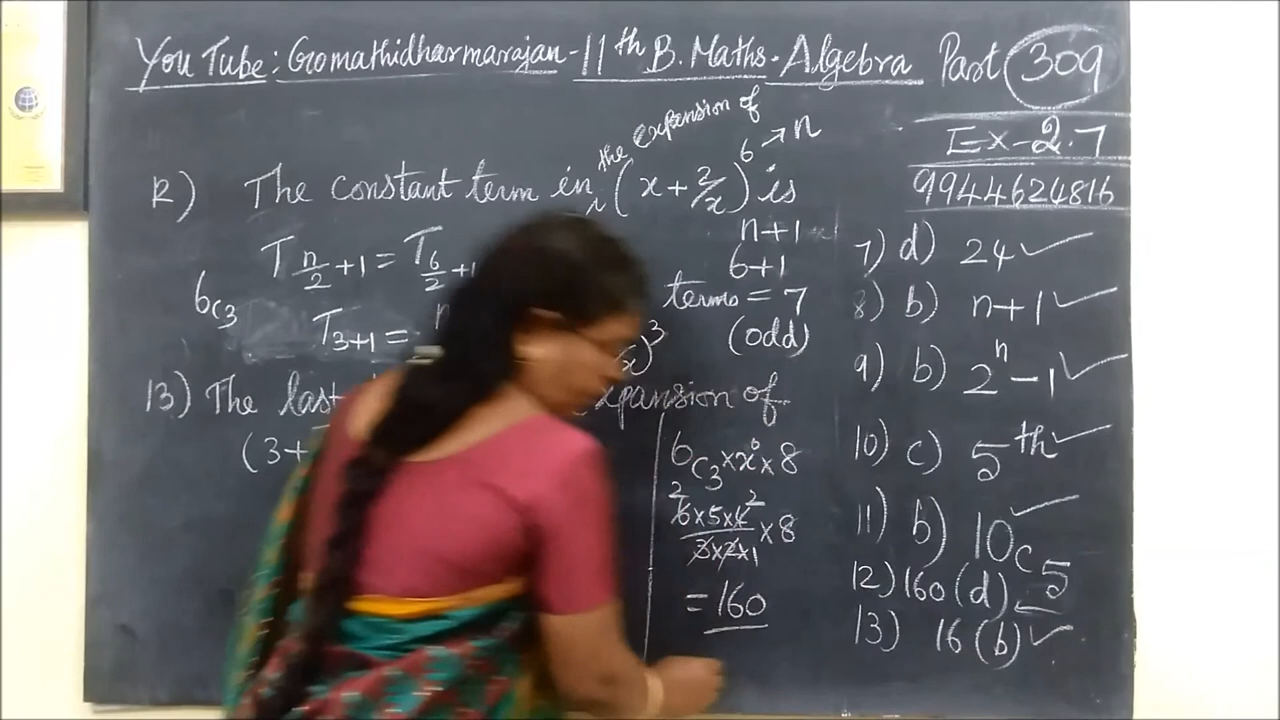 You Tube: Gomathidharmarajan - 11th B. Maths. Algebra Part 309
Ex-2.7
9944624816
12) The constant term in the expansion of (x + 2/x)^6 → n is
T n/2 + 1 = T 6/2 + 1
6C3
T3+1 = n
x)^3
n+1
6+1
terms = 7
(odd)
13) The last expansion of
(3+
6C3 × x^0 × 8
2 2
6×5×4 / 3×2×1 × 8
= 160
7) d) 24 ✓
8) b) n+1 ✓
9) b) 2^n - 1 ✓
10) c) 5th ✓
11) b) 10C5 ✓
12) 160 (d)
13) 16 (b) ✓